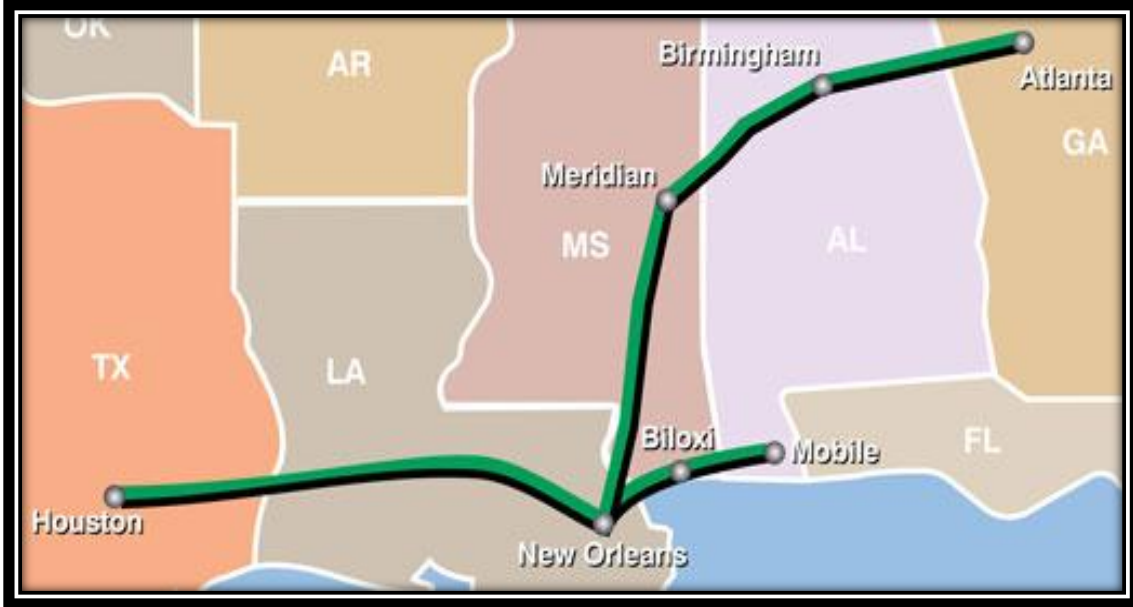 OK
AR
Birmingham
Atlanta
GA
Meridian
MS
AL
TX
LA
Biloxi
Mobile
FL
Houston
New Orleans